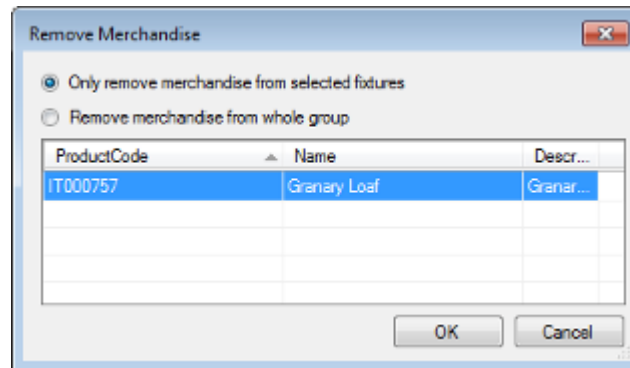 Remove Merchandise
Only remove merchandise from selected fixtures
Remove merchandise from whole group
ProductCode Name Descr...
IT000757 Granary Loaf Granar...
OK Cancel